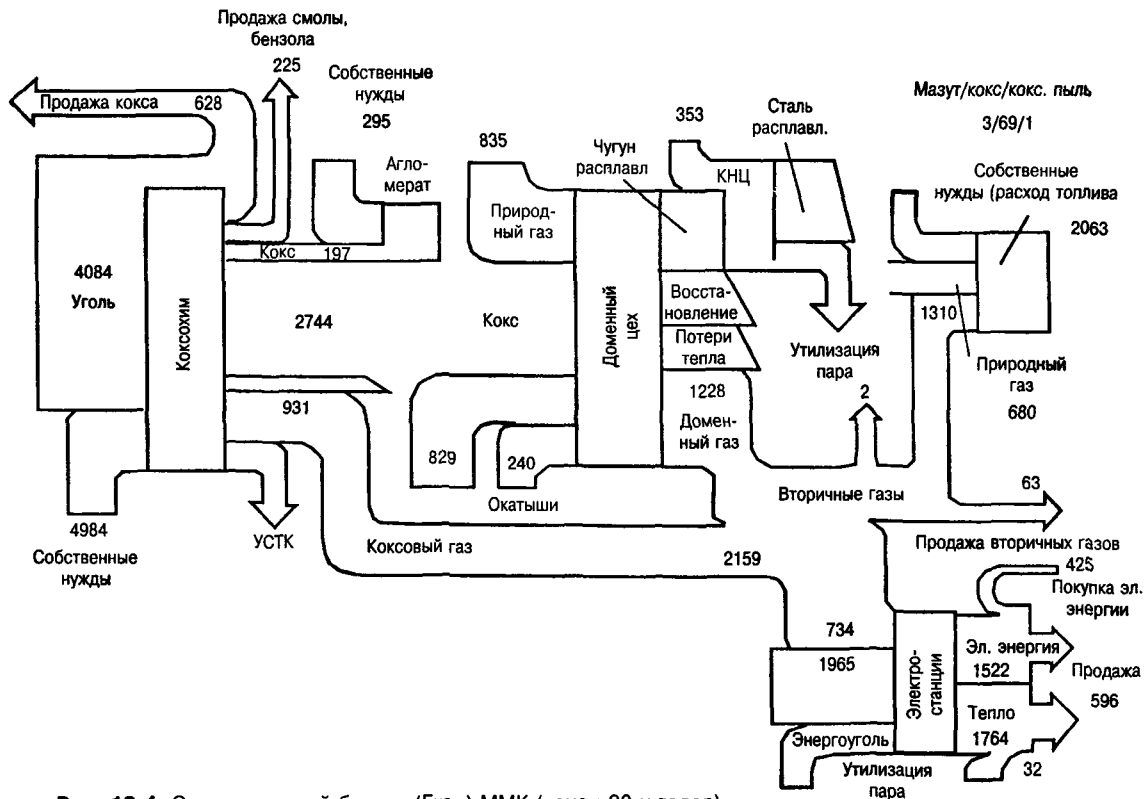 Продажа смолы,
бензола
225
Собственные
нужды
295
Продажа кокса
628
835
353
Сталь
расплавл.
Мазут/кокс/кокс. пыль
3/69/1
Чугун
расплавл
КНЦ
Агло-
мерат
Природ-
ный газ
Собственные
нужды (расход топлива
2063
Кокс
197
4084
Уголь
Коксохим
2744
Кокс
Доменный
цех
Восста-
новление
Потери
тепла
Утилизация
пара
1310
Природный
газ
680
931
1228
Домен-
ный газ
2
829
240
Окатыши
Вторичные газы
63
4984
Собственные
нужды
УСТК
Коксовый газ
2159
Продажа вторичных газов
425
Покупка эл.
энергии
734
1965
Электро-
станции
Эл. энергия
1522
Продажа
596
Тепло
1764
Энергоуголь
Утилизация
пара
32